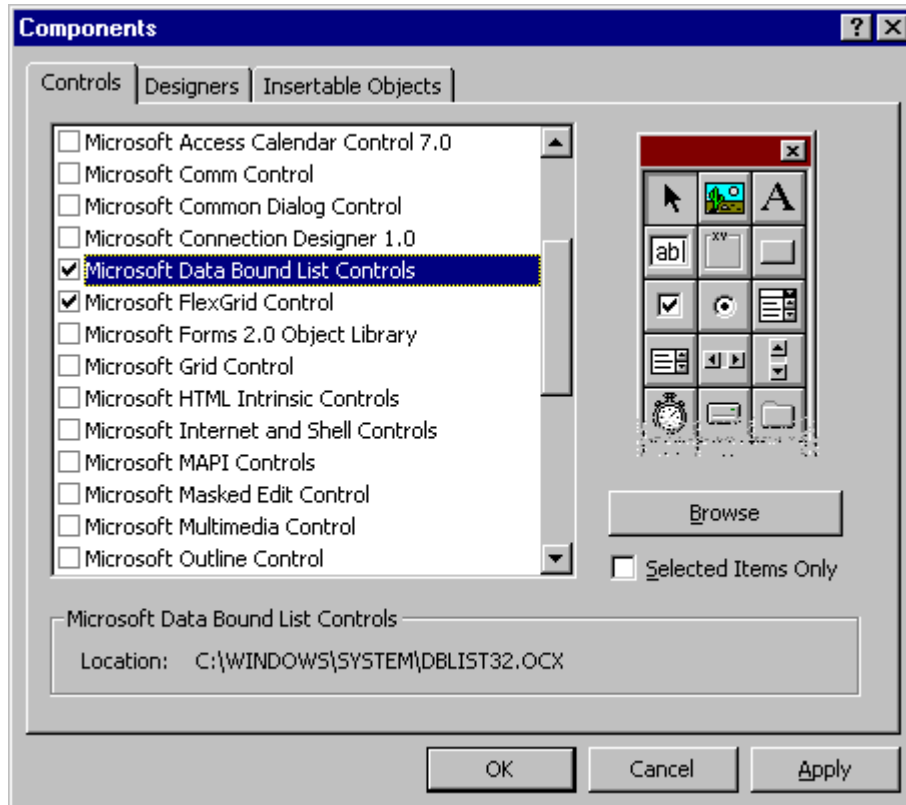 Components
Controls Designers Insertable Objects
Microsoft Access Calendar Control 7.0
Microsoft Comm Control
Microsoft Common Dialog Control
Microsoft Connection Designer 1.0
Microsoft Data Bound List Controls
Microsoft FlexGrid Control
Microsoft Forms 2.0 Object Library
Microsoft Grid Control
Microsoft HTML Intrinsic Controls
Microsoft Internet and Shell Controls
Microsoft MAPI Controls
Microsoft Masked Edit Control
Microsoft Multimedia Control
Microsoft Outline Control
A
ab
XY
Browse
Selected Items Only
Microsoft Data Bound List Controls
Location: C:\WINDOWS\SYSTEM\DBLIST32.OCX
OK Cancel Apply